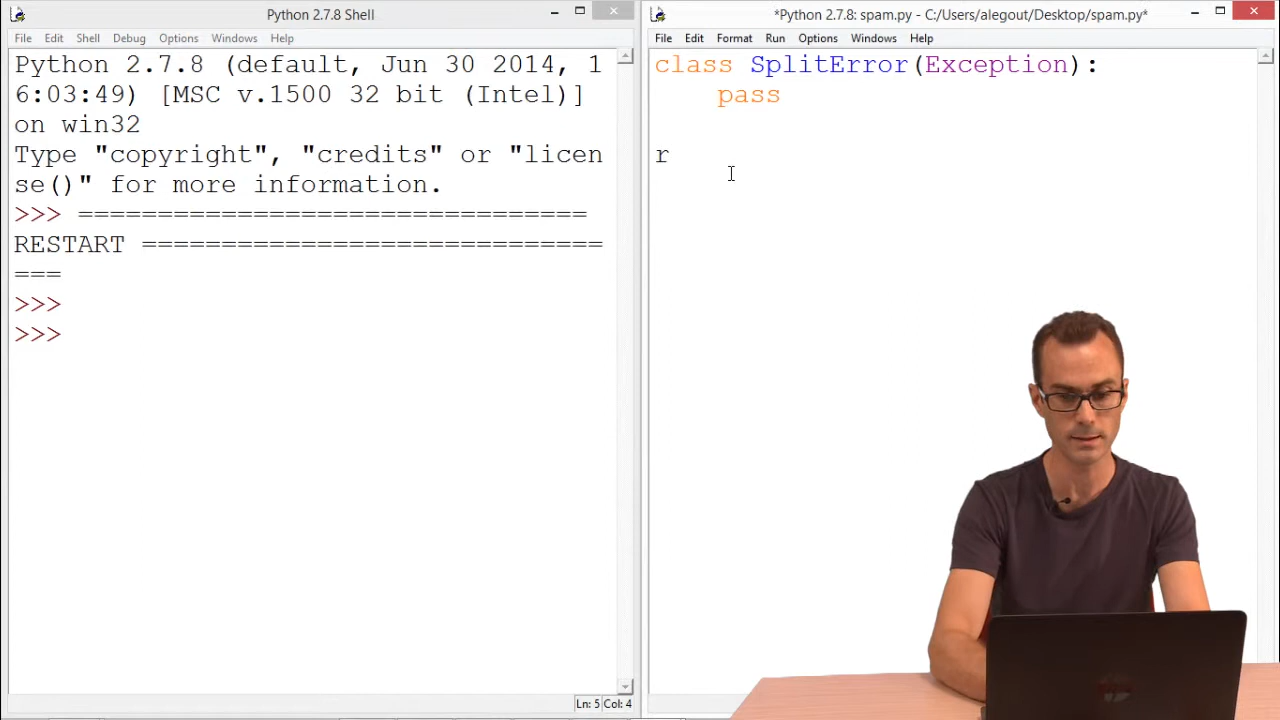 Python 2.7.8 Shell
File Edit Shell Debug Options Windows Help
Python 2.7.8 (default, Jun 30 2014, 1
6:03:49) [MSC v.1500 32 bit (Intel)]
on win32
Type "copyright", "credits" or "licen
se()" for more information.
>>> ================================
RESTART =============================
===
>>>
>>>
Ln: 5 Col: 4
*Python 2.7.8: spam.py - C:/Users/alegout/Desktop/spam.py*
File Edit Format Run Options Windows Help
class SplitError(Exception):
    pass
r